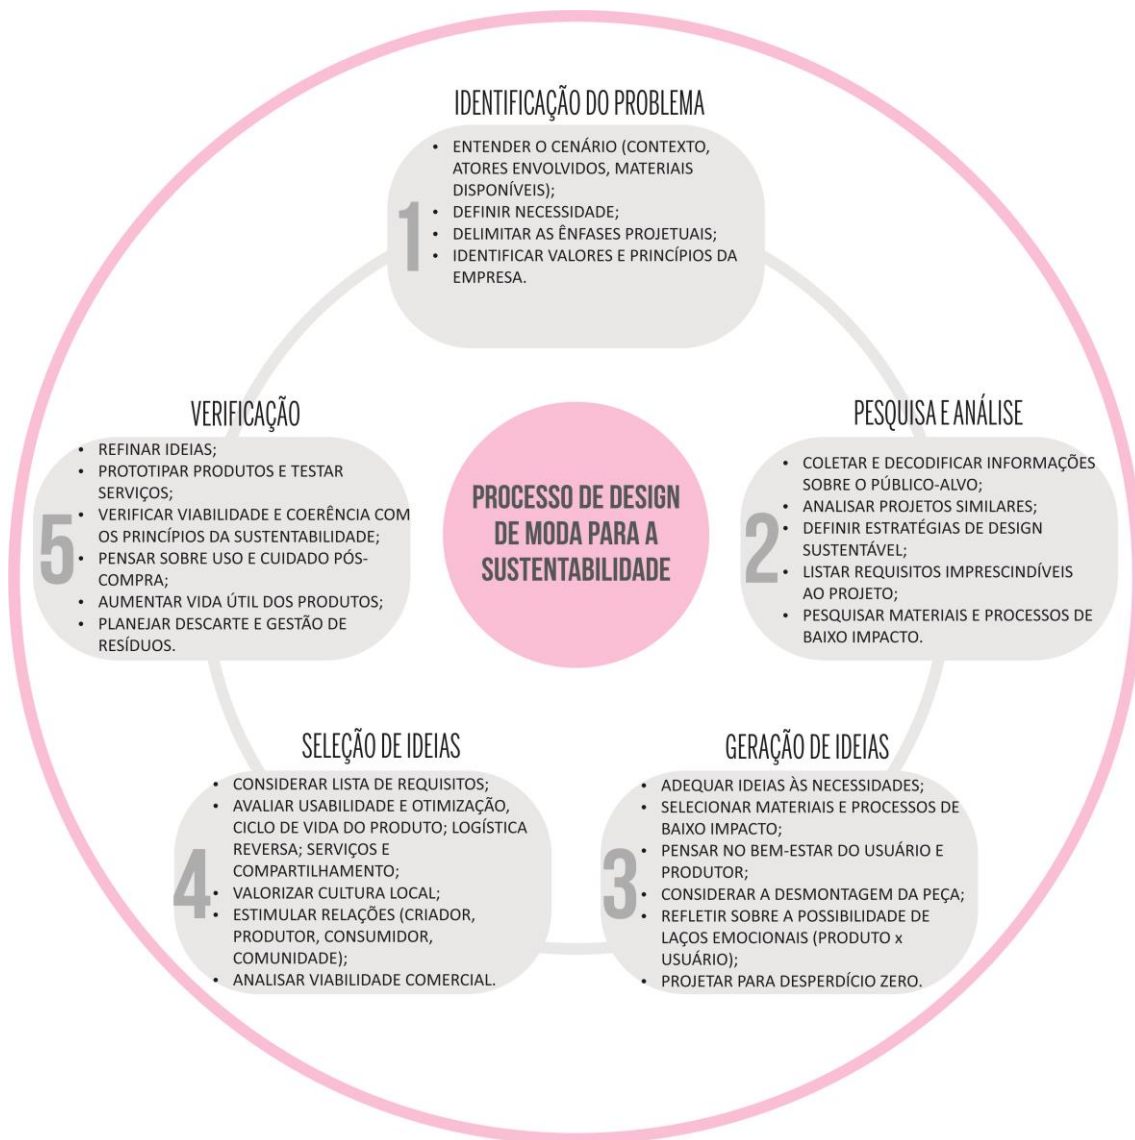 IDENTIFICAÇÃO DO PROBLEMA
1
• ENTENDER O CENÁRIO (CONTEXTO,
ATORES ENVOLVIDOS, MATERIAIS
DISPONÍVEIS);
• DEFINIR NECESSIDADE;
• DELIMITAR AS ÊNFASES PROJETUAIS;
• IDENTIFICAR VALORES E PRINCÍPIOS DA
EMPRESA.
PESQUISA E ANÁLISE
2
• COLETAR E DECODIFICAR INFORMAÇÕES
SOBRE O PÚBLICO-ALVO;
• ANALISAR PROJETOS SIMILARES;
• DEFINIR ESTRATÉGIAS DE DESIGN
SUSTENTÁVEL;
• LISTAR REQUISITOS IMPRESCINDÍVEIS
AO PROJETO;
• PESQUISAR MATERIAIS E PROCESSOS DE
BAIXO IMPACTO.
GERAÇÃO DE IDEIAS
3
• ADEQUAR IDEIAS ÀS NECESSIDADES;
• SELECIONAR MATERIAIS E PROCESSOS DE
BAIXO IMPACTO;
• PENSAR NO BEM-ESTAR DO USUÁRIO E
PRODUTOR;
• CONSIDERAR A DESMONTAGEM DA PEÇA;
• REFLETIR SOBRE A POSSIBILIDADE DE
LAÇOS EMOCIONAIS (PRODUTO x
USUÁRIO);
• PROJETAR PARA DESPERDÍCIO ZERO.
SELEÇÃO DE IDEIAS
4
• CONSIDERAR LISTA DE REQUISITOS;
• AVALIAR USABILIDADE E OTIMIZAÇÃO,
CICLO DE VIDA DO PRODUTO; LOGÍSTICA
REVERSA; SERVIÇOS E
COMPARTILHAMENTO;
• VALORIZAR CULTURA LOCAL;
• ESTIMULAR RELAÇÕES (CRIADOR,
PRODUTOR, CONSUMIDOR,
COMUNIDADE);
• ANALISAR VIABILIDADE COMERCIAL.
VERIFICAÇÃO
5
• REFINAR IDEIAS;
• PROTOTIPAR PRODUTOS E TESTAR
SERVIÇOS;
• VERIFICAR VIABILIDADE E COERÊNCIA COM
OS PRINCÍPIOS DA SUSTENTABILIDADE;
• PENSAR SOBRE USO E CUIDADO PÓS-
COMPRA;
• AUMENTAR VIDA ÚTIL DOS PRODUTOS;
• PLANEJAR DESCARTE E GESTÃO DE
RESÍDUOS.
PROCESSO DE DESIGN
DE MODA PARA A
SUSTENTABILIDADE